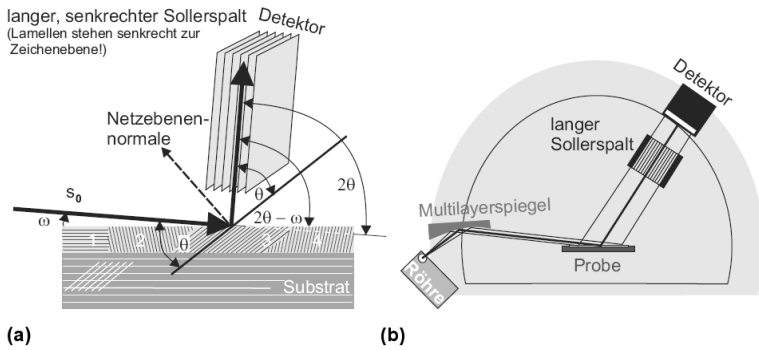 langer, senkrechter Sollerspalt
(Lamellen stehen senkrecht zur
Zeichenebene!)
Detektor
Netzebenen-
normale
s₀
ω
θ
θ
2θ
2θ – ω
1
2
3
4
Substrat
(a)
Detektor
langer
Sollerspalt
Multilayerspiegel
Röhre
Probe
(b)